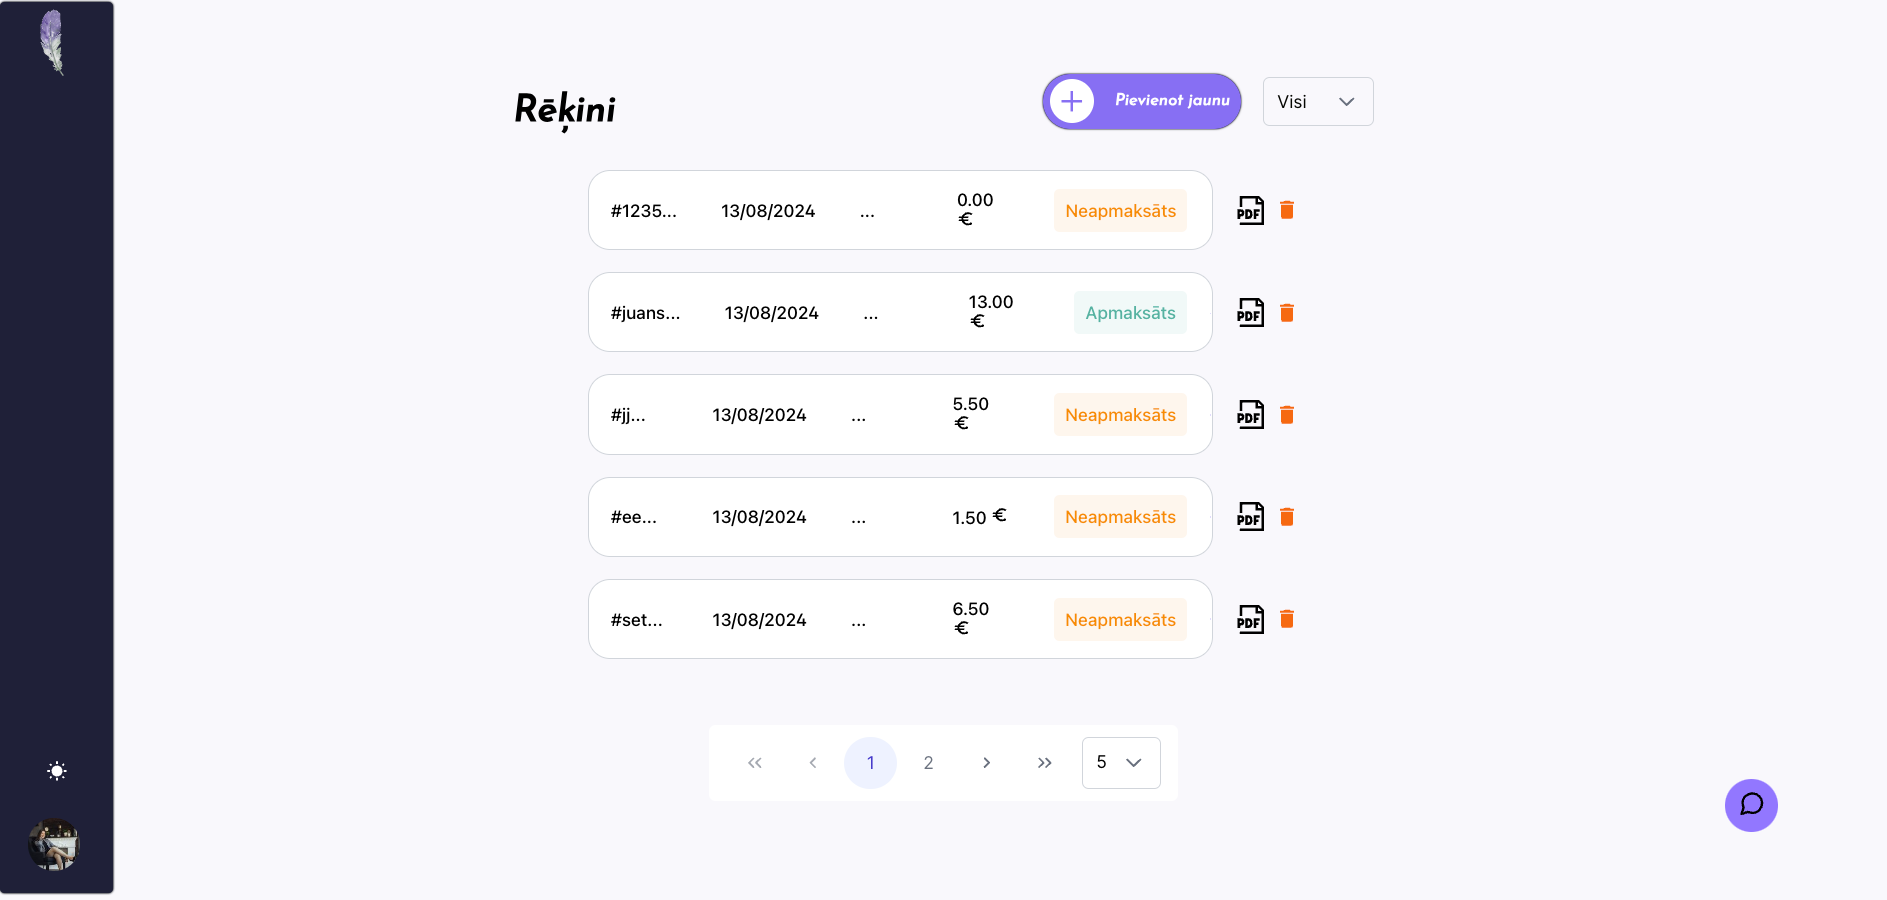 Rēķini
Pievienot jaunu
Visi
#1235... 13/08/2024 ... 0.00 € Neapmaksāts
PDF
#juans... 13/08/2024 ... 13.00 € Apmaksāts
PDF
#jj... 13/08/2024 ... 5.50 € Neapmaksāts
PDF
#ee... 13/08/2024 ... 1.50 € Neapmaksāts
PDF
#set... 13/08/2024 ... 6.50 € Neapmaksāts
PDF
1 2 5